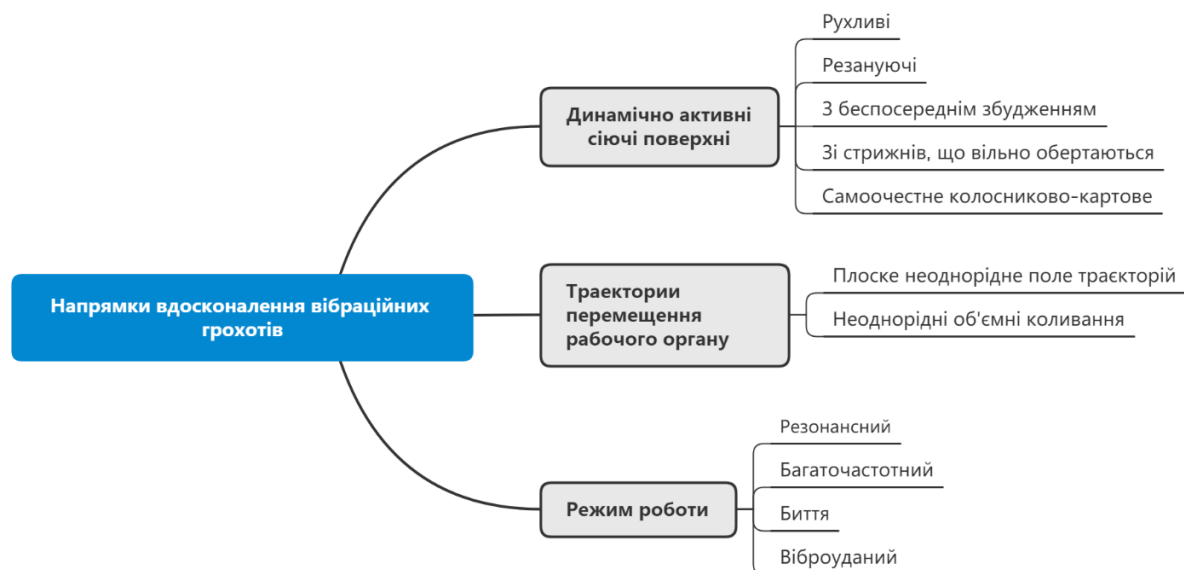 Рухливі
Резануючі
Динамічно активні
сіючі поверхні
З беспосереднім збудженням
Зі стрижнів, що вільно обертаються
Самоочестне колосниково-картове
Напрямки вдосконалення вібраційних
грохотів
Траектории
перемещення
рабочого органу
Плоске неоднорідне поле траєкторій
Неоднорідні об'ємні коливання
Режим роботи
Резонансний
Багаточастотний
Биття
Віброуданий